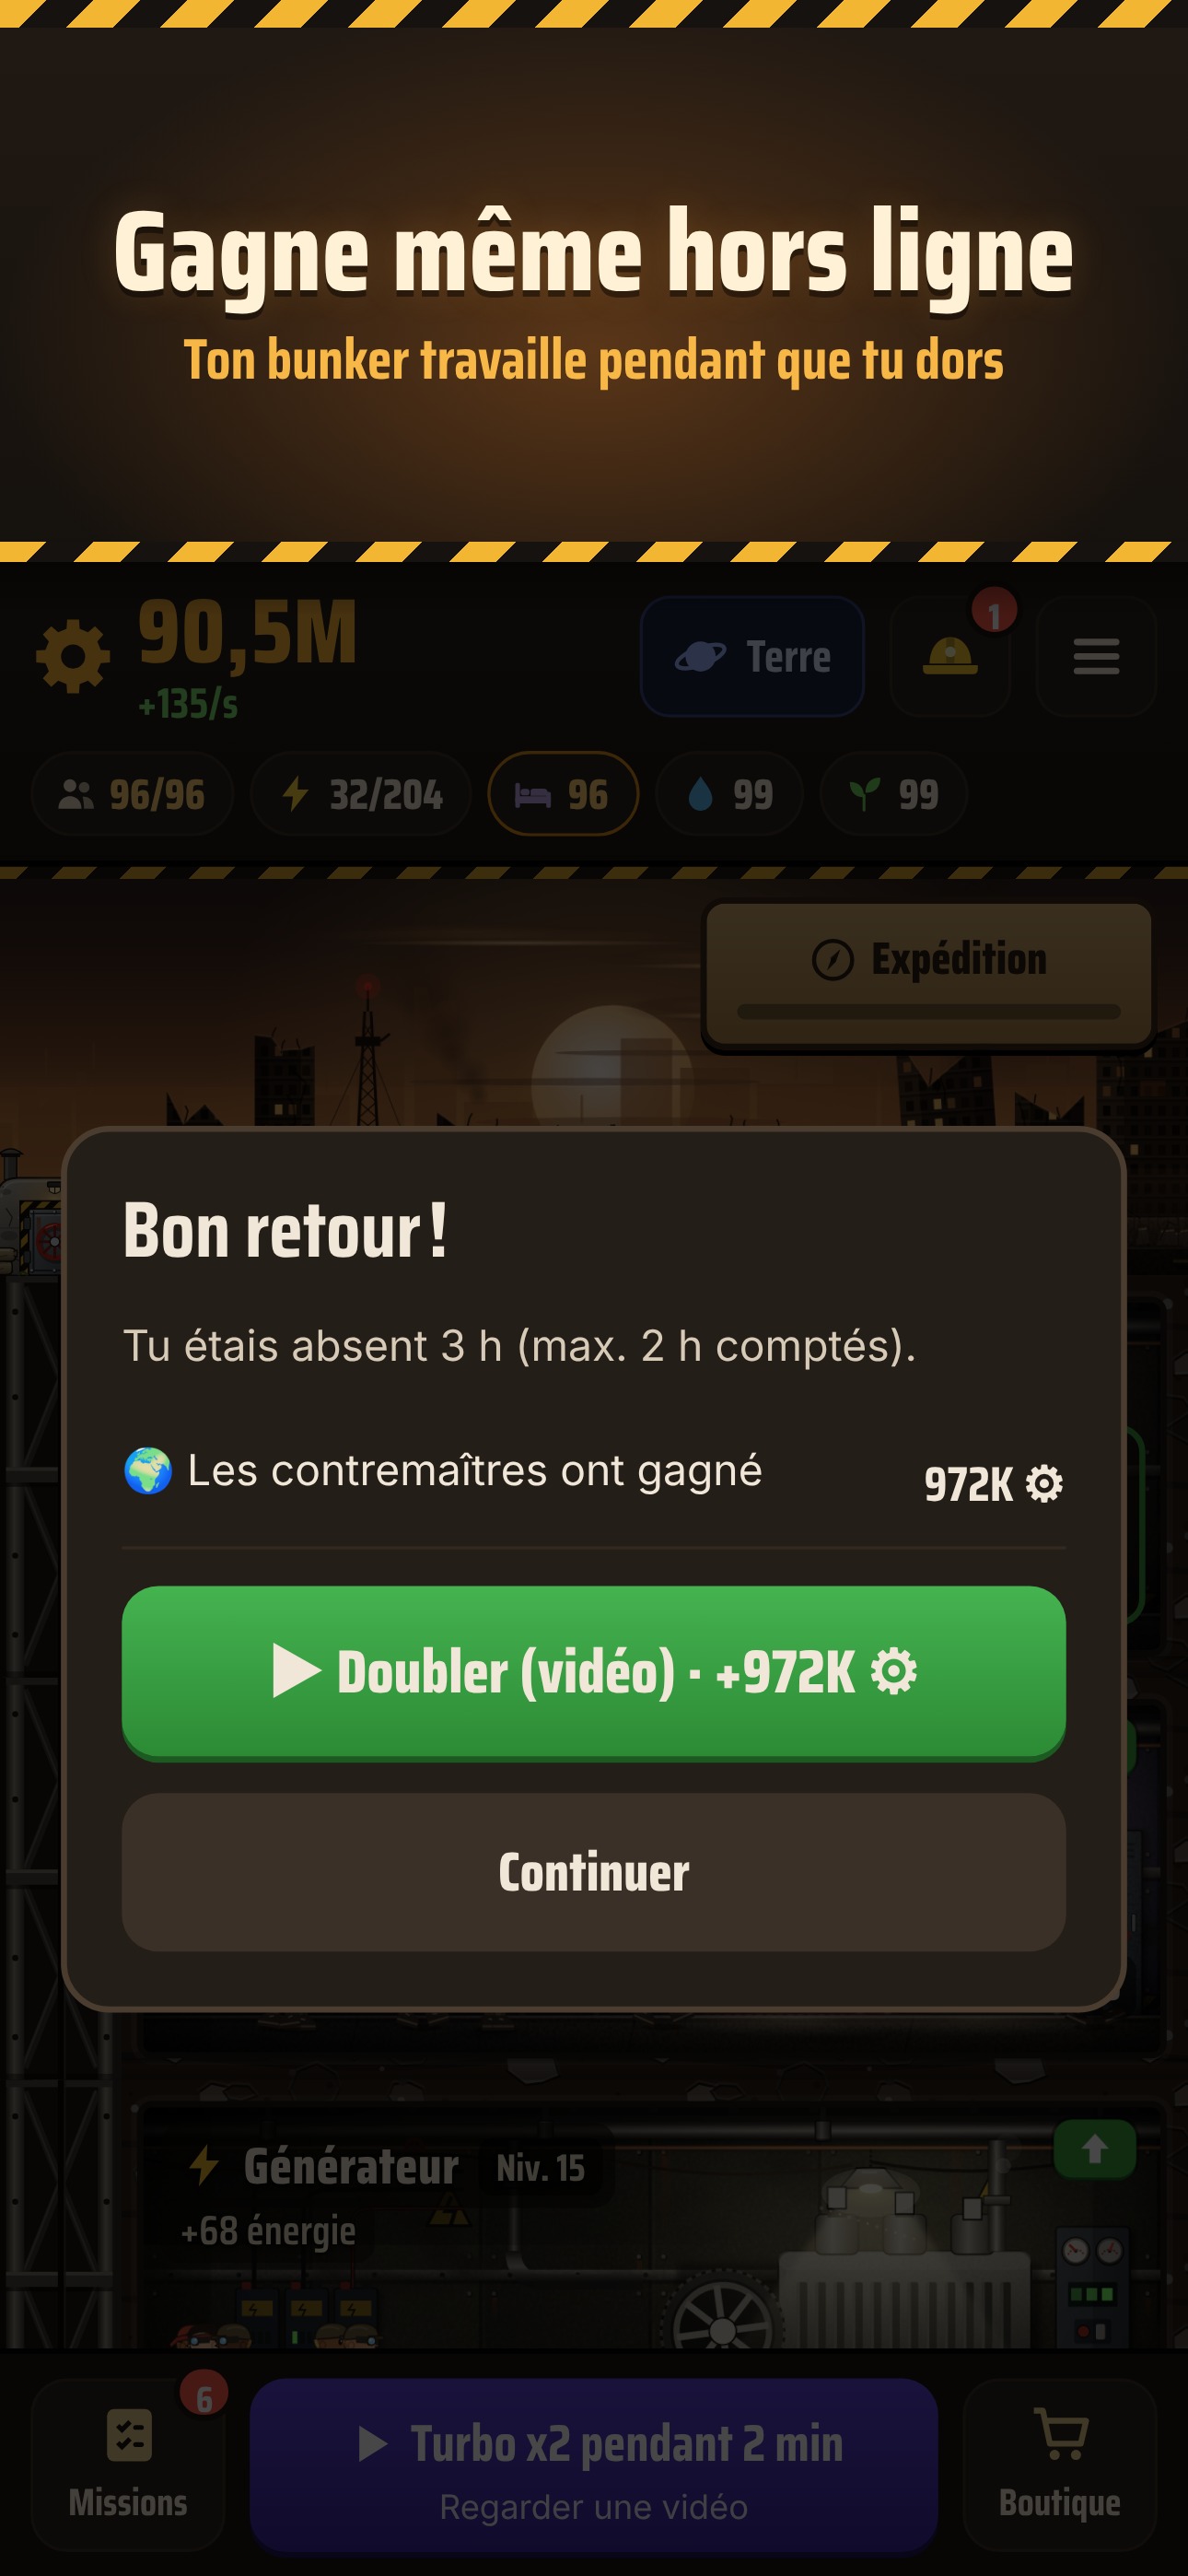 Gagne même hors ligne
Ton bunker travaille pendant que tu dors
90,5M
+135/s
Terre
1
96/96
32/204
96
99
99
Expédition
Bon retour !
Tu étais absent 3 h (max. 2 h comptés).
Les contremaîtres ont gagné
972K
Doubler (vidéo) · +972K
Continuer
Générateur
Niv. 15
+68 énergie
6
Missions
Turbo x2 pendant 2 min
Regarder une vidéo
Boutique